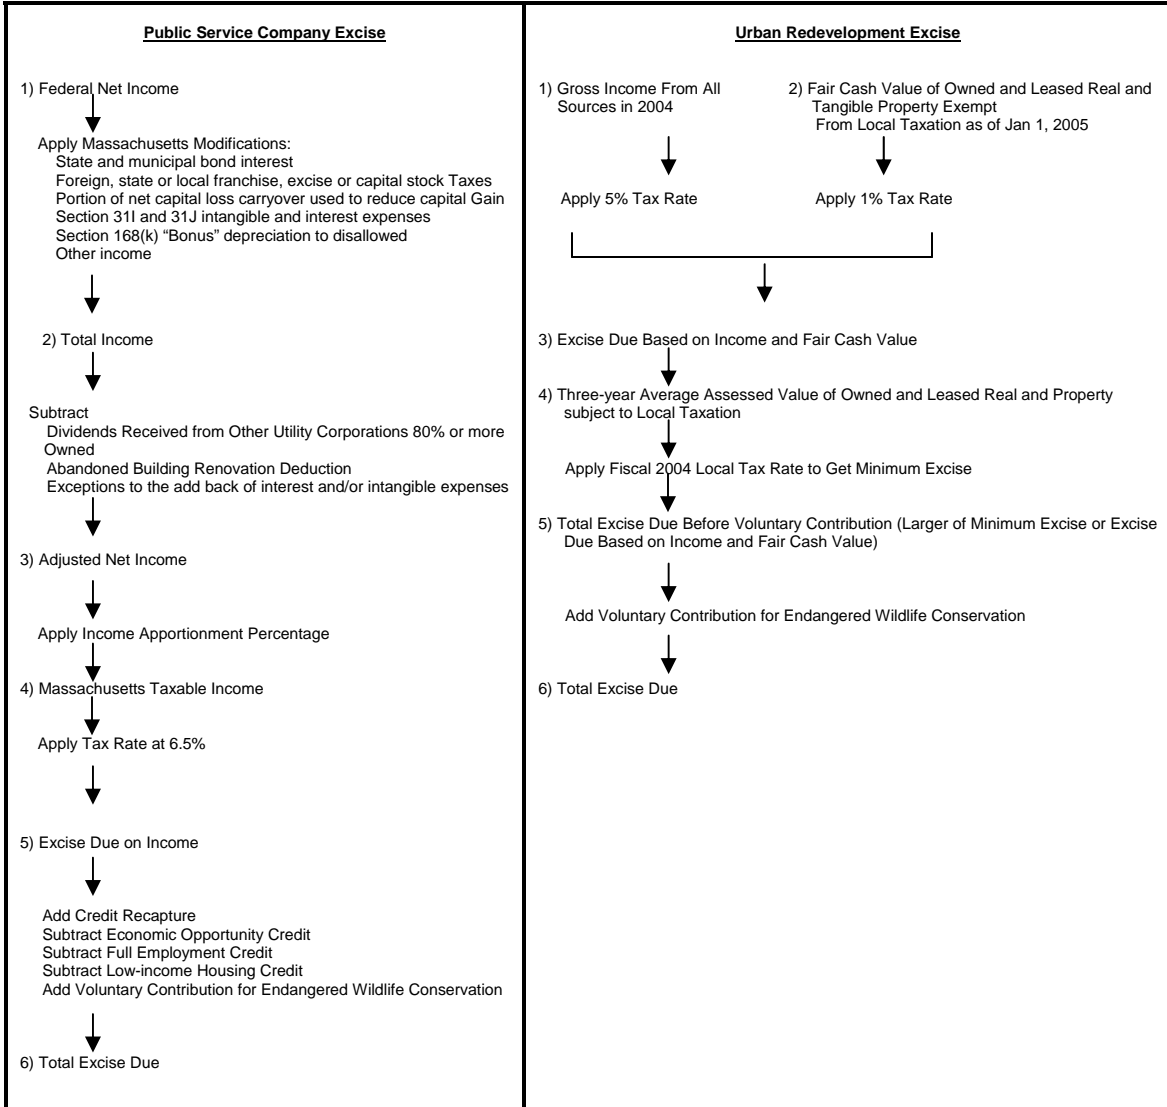 Public Service Company Excise
1) Federal Net Income
Apply Massachusetts Modifications:
State and municipal bond interest
Foreign, state or local franchise, excise or capital stock Taxes
Portion of net capital loss carryover used to reduce capital Gain
Section 31I and 31J intangible and interest expenses
Section 168(k) “Bonus” depreciation to disallowed
Other income
2) Total Income
Subtract
Dividends Received from Other Utility Corporations 80% or more
Owned
Abandoned Building Renovation Deduction
Exceptions to the add back of interest and/or intangible expenses
3) Adjusted Net Income
Apply Income Apportionment Percentage
4) Massachusetts Taxable Income
Apply Tax Rate at 6.5%
5) Excise Due on Income
Add Credit Recapture
Subtract Economic Opportunity Credit
Subtract Full Employment Credit
Subtract Low-income Housing Credit
Add Voluntary Contribution for Endangered Wildlife Conservation
6) Total Excise Due
Urban Redevelopment Excise
1) Gross Income From All
Sources in 2004
2) Fair Cash Value of Owned and Leased Real and
Tangible Property Exempt
From Local Taxation as of Jan 1, 2005
Apply 5% Tax Rate
Apply 1% Tax Rate
3) Excise Due Based on Income and Fair Cash Value
4) Three-year Average Assessed Value of Owned and Leased Real and Property
subject to Local Taxation
Apply Fiscal 2004 Local Tax Rate to Get Minimum Excise
5) Total Excise Due Before Voluntary Contribution (Larger of Minimum Excise or Excise
Due Based on Income and Fair Cash Value)
Add Voluntary Contribution for Endangered Wildlife Conservation
6) Total Excise Due